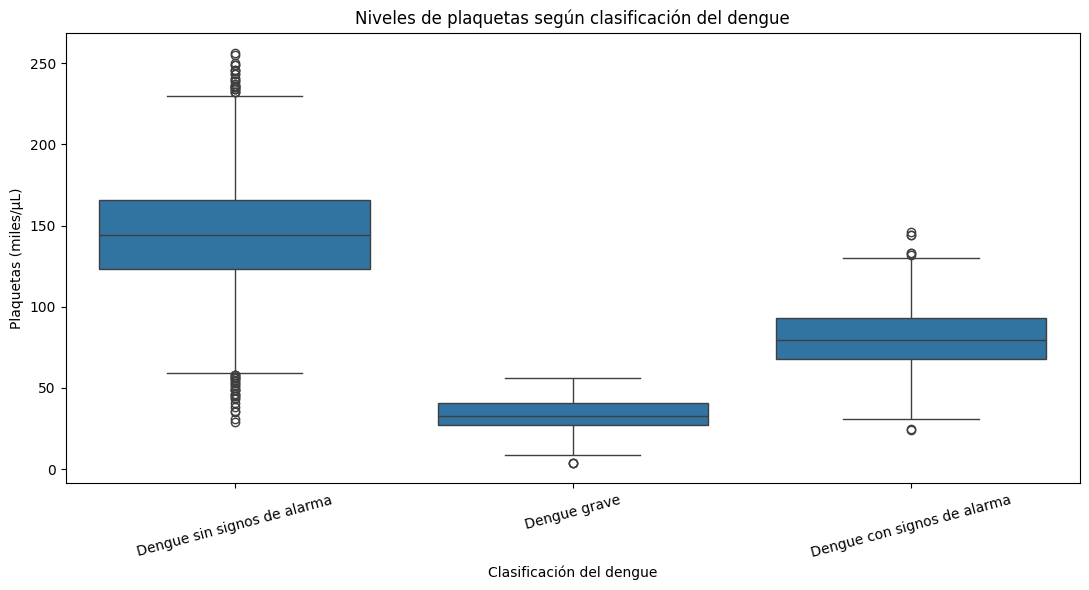 Niveles de plaquetas según clasificación del dengue
Plaquetas (miles/µL)
250
200
150
100
50
0
Dengue sin signos de alarma
Dengue grave
Dengue con signos de alarma
Clasificación del dengue